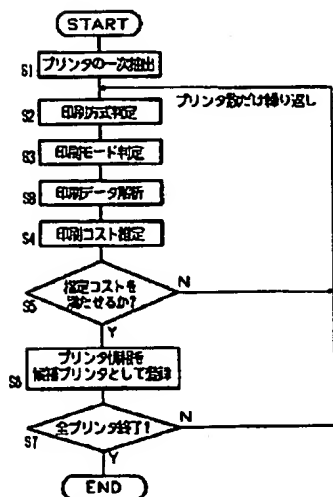 START
S1 プリンタの一次抽出
プリンタ数だけ繰り返し
S2 印刷方式判定
S3 印刷モード判定
S8 印刷データ解析
S4 印刷コスト推定
指定コストを
満たせるか?
N
S5
Y
プリンタ情報を
S6 候補プリンタとして登録
全プリンタ終了?
N
S7
Y
END